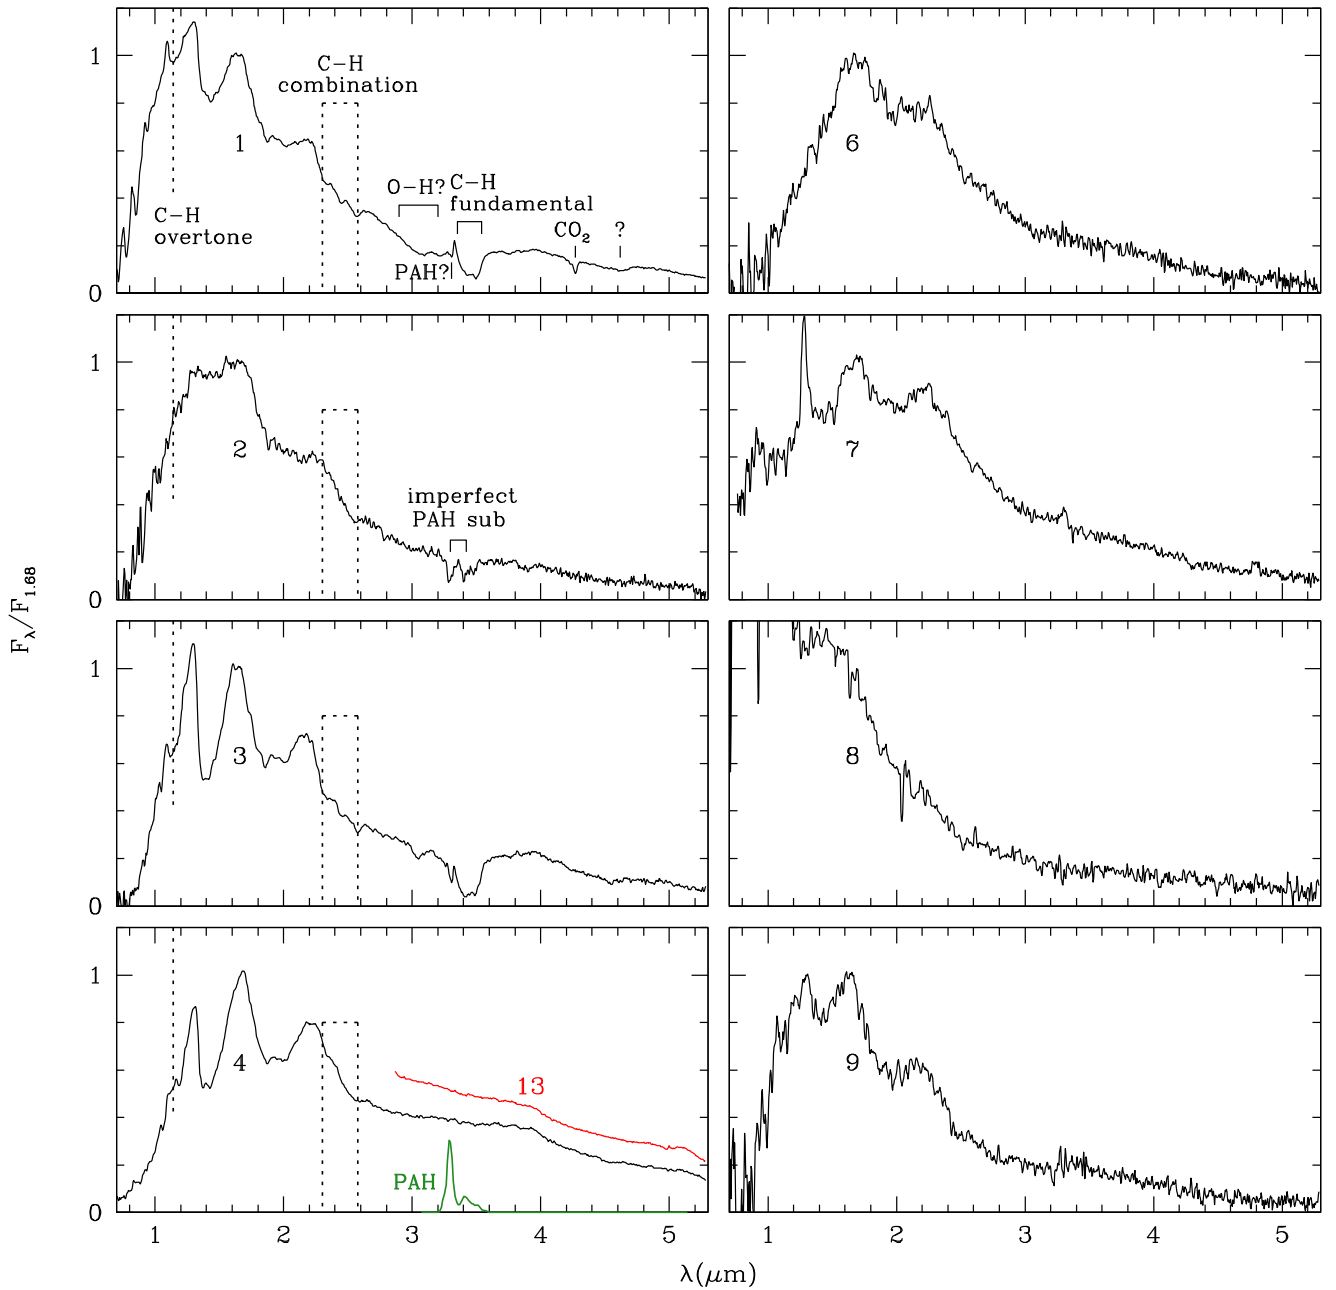 C−H
combination
1
1
O−H? C−H
fundamental
C−H
overtone
CO2 ?
PAH?
0
6
1
2
imperfect
PAH sub
0
7
Fλ/F1.68
1
3
0
8
1
4
13
PAH
0
9
1 2 3 4 5
1 2 3 4 5
λ(μm)